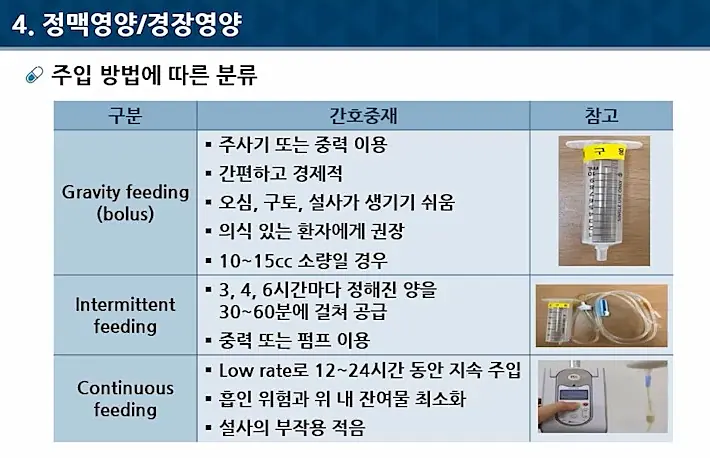 4. 정맥영양/경장영양
주입 방법에 따른 분류
구분
간호중재
참고
Gravity feeding
(bolus)
▪ 주사기 또는 중력 이용
▪ 간편하고 경제적
▪ 오심, 구토, 설사가 생기기 쉬움
▪ 의식 있는 환자에게 권장
▪ 10~15cc 소량일 경우
구
Intermittent
feeding
▪ 3, 4, 6시간마다 정해진 양을
30~60분에 걸쳐 공급
▪ 중력 또는 펌프 이용
Continuous
feeding
▪ Low rate로 12~24시간 동안 지속 주입
▪ 흡인 위험과 위 내 잔여물 최소화
▪ 설사의 부작용 적음